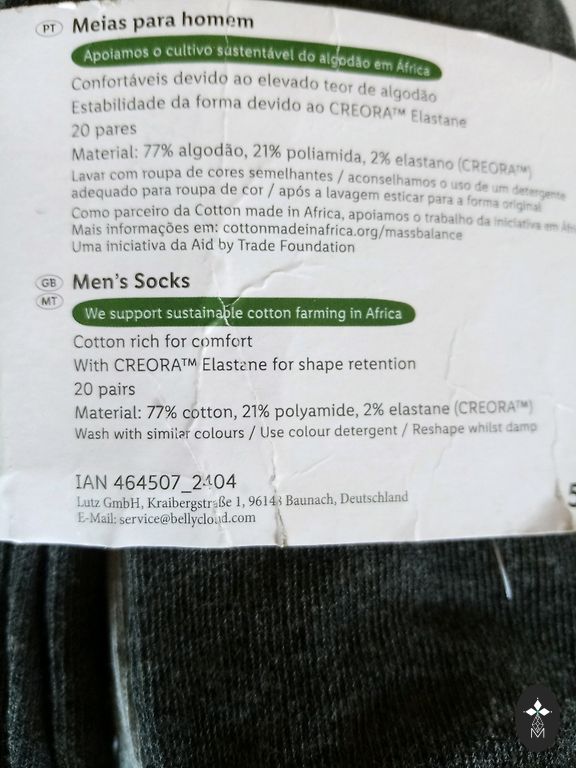 PT Meias para homem
Apoiamos o cultivo sustentável do algodão em África
Confortáveis devido ao elevado teor de algodão
Estabilidade da forma devido ao CREORA™ Elastane
20 pares
Material: 77% algodão, 21% poliamida, 2% elastano (CREORA™)
Lavar com roupa de cores semelhantes / aconselhamos o uso de um detergente
adequado para roupa de cor / após a lavagem esticar para a forma original
Como parceiro da Cotton made in Africa, apoiamos o trabalho da iniciativa em
Mais informações em: cottonmadeinafrica.org/massbalance
Uma iniciativa da Aid by Trade Foundation
GB Men's Socks
MT
We support sustainable cotton farming in Africa
Cotton rich for comfort
With CREORA™ Elastane for shape retention
20 pairs
Material: 77% cotton, 21% polyamide, 2% elastane (CREORA™)
Wash with similar colours / Use colour detergent / Reshape whilst damp
IAN 464507_2404
Lutz GmbH, Kraibergstraße 1, 96148 Baunach, Deutschland
E-Mail: service@bellycloud.com